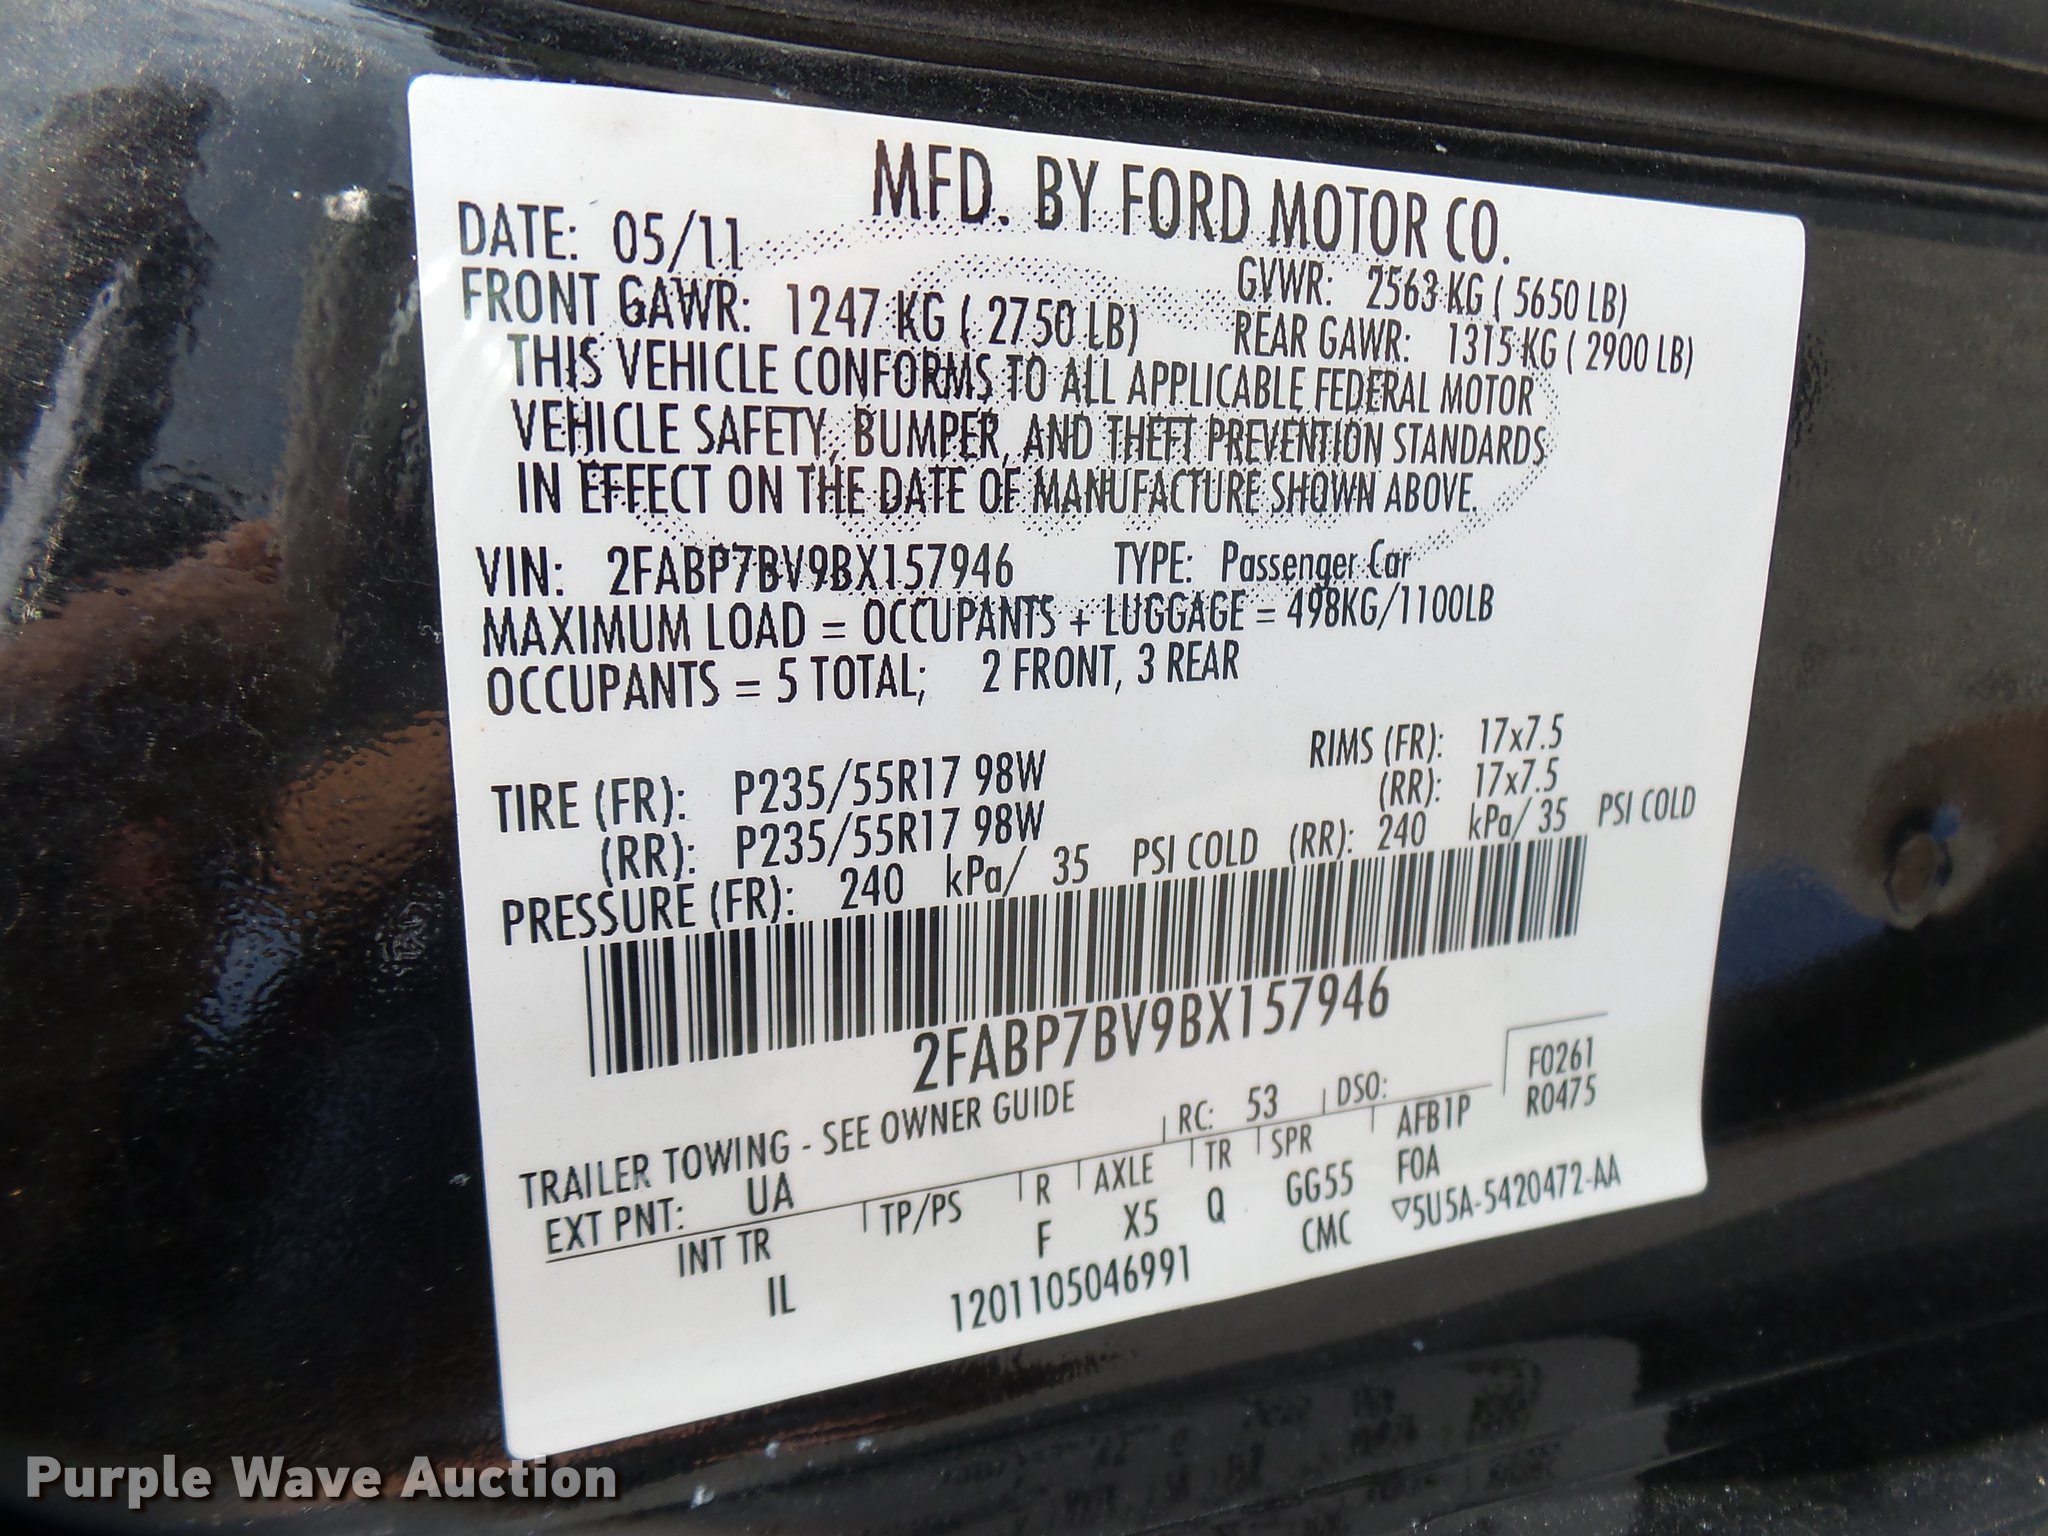 MFD. BY FORD MOTOR CO.
DATE: 05/11 GVWR: 2563 KG ( 5650 LB)
FRONT GAWR: 1247 KG ( 2750 LB) REAR GAWR: 1315 KG ( 2900 LB)
THIS VEHICLE CONFORMS TO ALL APPLICABLE FEDERAL MOTOR
VEHICLE SAFETY, BUMPER, AND THEFT PREVENTION STANDARDS
IN EFFECT ON THE DATE OF MANUFACTURE SHOWN ABOVE.
VIN: 2FABP7BV9BX157946 TYPE: Passenger Car
MAXIMUM LOAD = OCCUPANTS + LUGGAGE = 498KG/1100LB
OCCUPANTS = 5 TOTAL; 2 FRONT, 3 REAR
TIRE (FR): P235/55R17 98W RIMS (FR): 17x7.5
(RR): P235/55R17 98W (RR): 17x7.5
PRESSURE (FR): 240 kPa/ 35 PSI COLD (RR): 240 kPa/ 35 PSI COLD
2FABP7BV9BX157946
F0261
TRAILER TOWING - SEE OWNER GUIDE RC: 53 DSO: R0475
EXT PNT: UA AFB1P
INT TR TP/PS R AXLE TR SPR F0A
IL F X5 Q GG55 ▽5U5A-5420472-AA
1201105046991 CMC
Purple Wave Auction